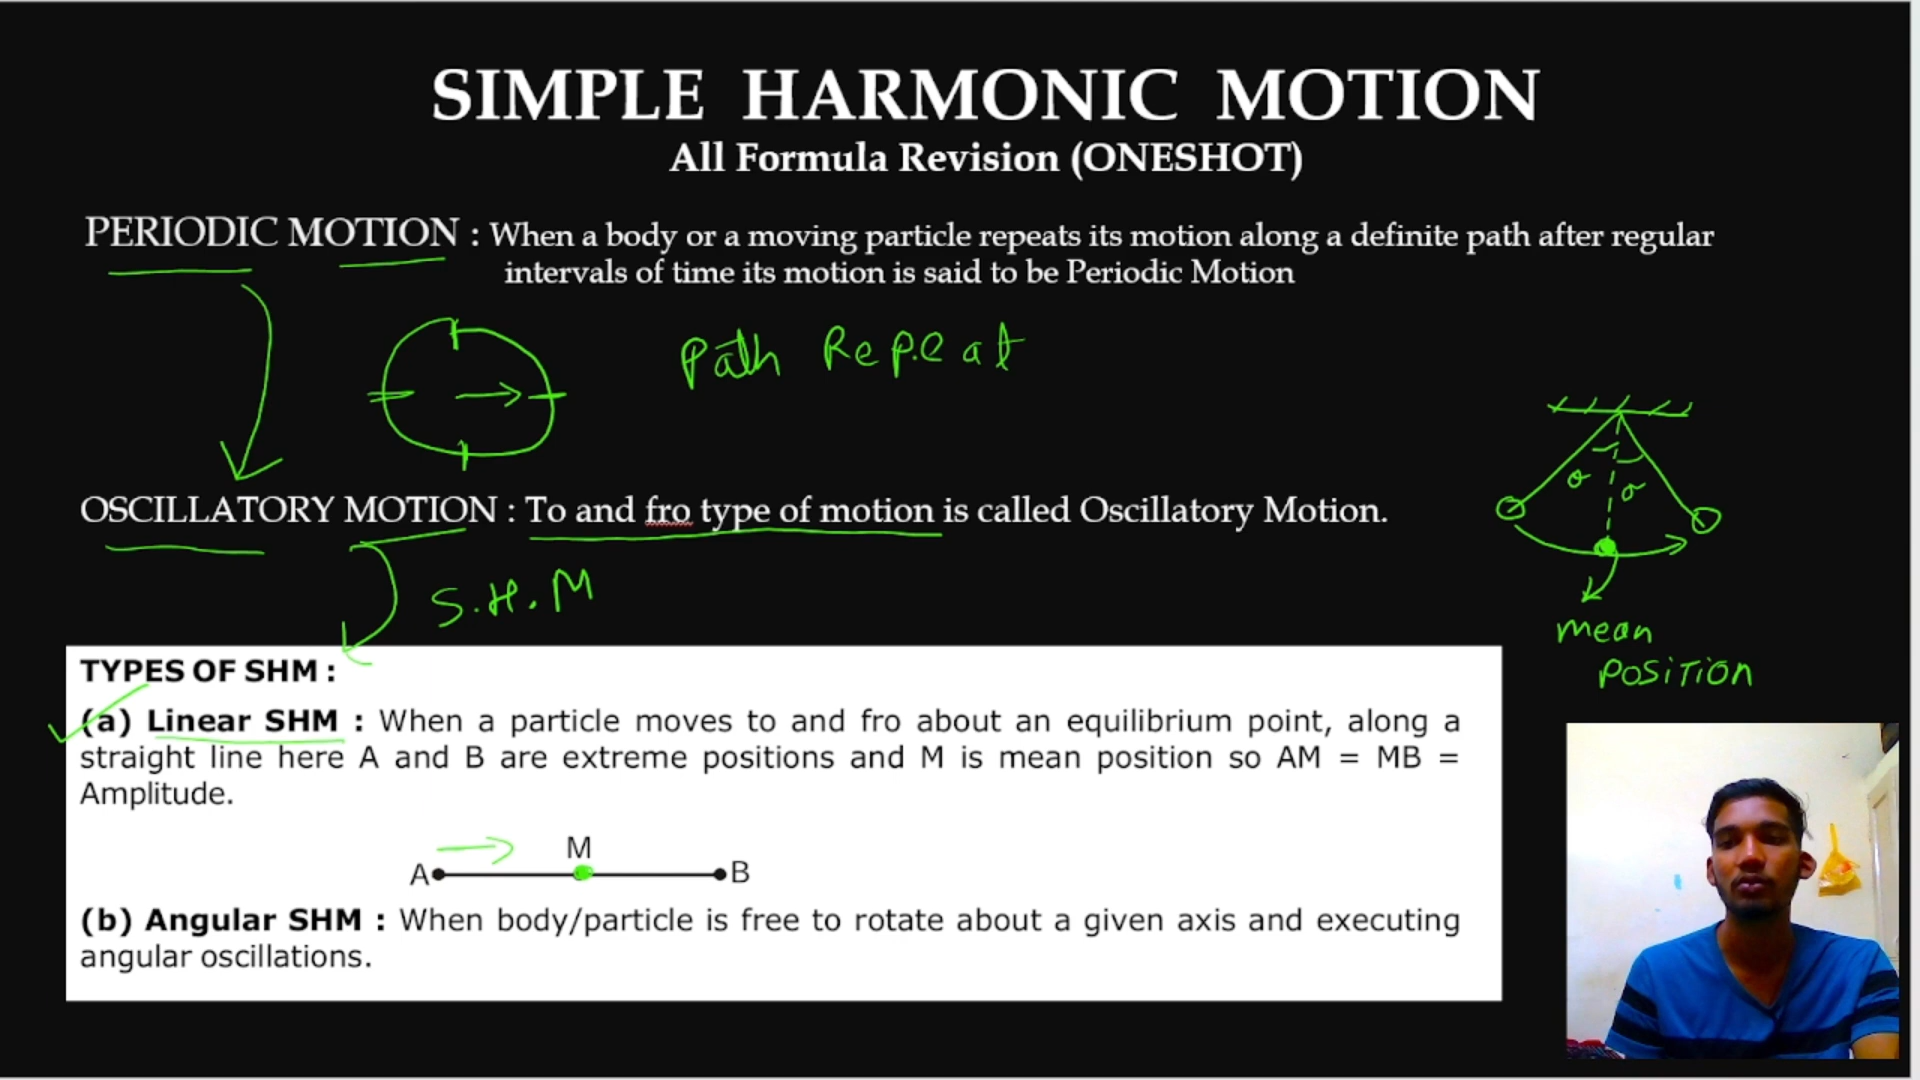 SIMPLE HARMONIC MOTION
All Formula Revision (ONESHOT)
PERIODIC MOTION : When a body or a moving particle repeats its motion along a definite path after regular
intervals of time its motion is said to be Periodic Motion
Path Repeat
OSCILLATORY MOTION : To and fro type of motion is called Oscillatory Motion.
S.H.M
θ θ
mean
POSITION
TYPES OF SHM :
(a) Linear SHM : When a particle moves to and fro about an equilibrium point, along a
straight line here A and B are extreme positions and M is mean position so AM = MB =
Amplitude.
M
A B
(b) Angular SHM : When body/particle is free to rotate about a given axis and executing
angular oscillations.